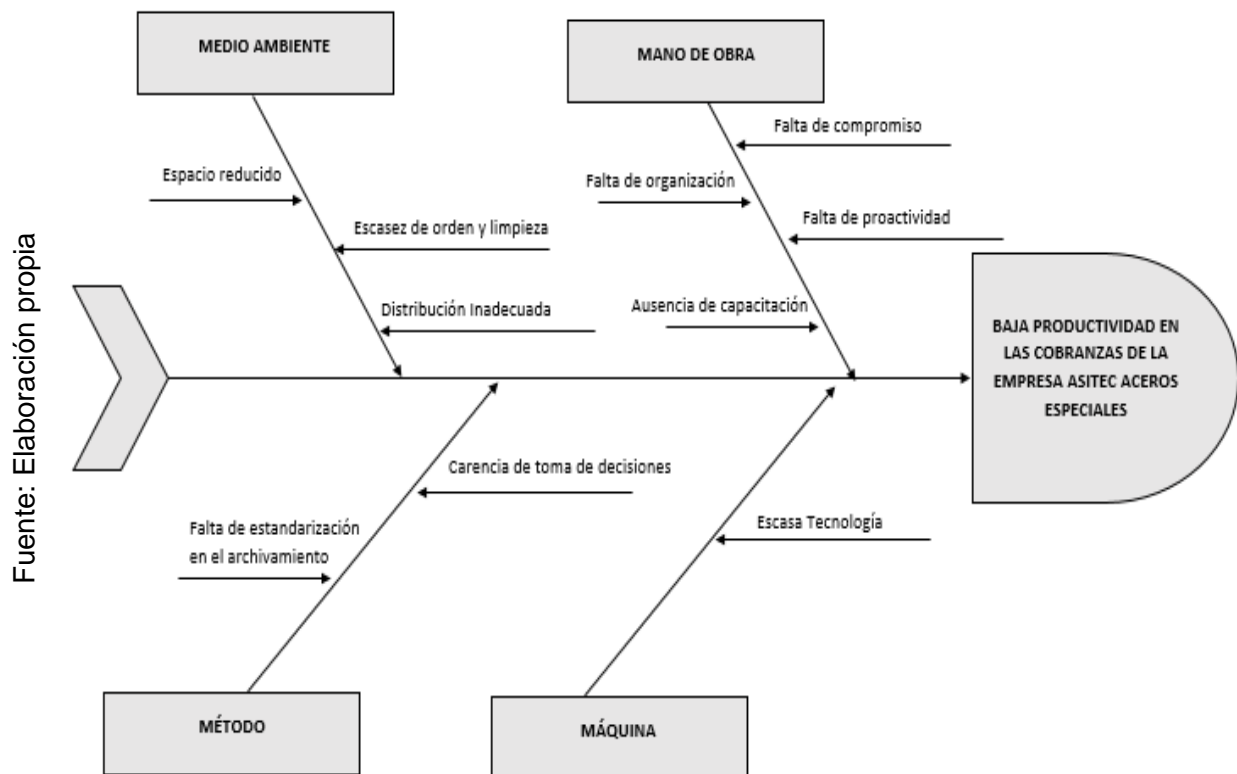 MEDIO AMBIENTE
MANO DE OBRA
Falta de compromiso
Espacio reducido
Falta de organización
Escasez de orden y limpieza
Falta de proactividad
Distribución Inadecuada
Ausencia de capacitación
BAJA PRODUCTIVIDAD EN
LAS COBRANZAS DE LA
EMPRESA ASITEC ACEROS
ESPECIALES
Carencia de toma de decisiones
Falta de estandarización
en el archivamiento
Escasa Tecnología
MÉTODO
MÁQUINA
Fuente: Elaboración propia